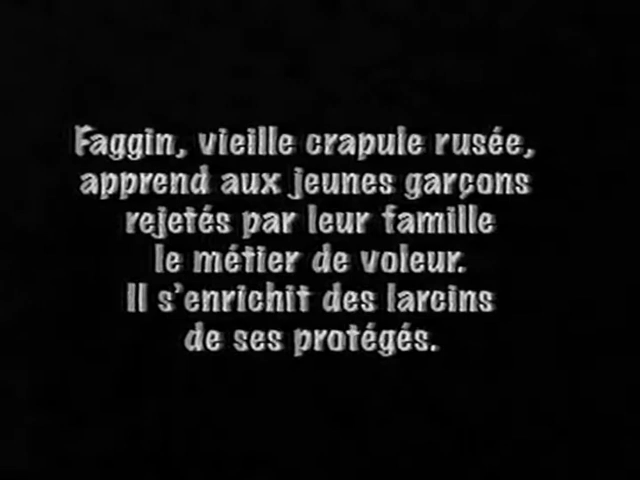 Faggin, vieille crapule rusée,
apprend aux jeunes garçons
rejetés par leur famille
le métier de voleur.
Il s'enrichit des larcins
de ses protégés.